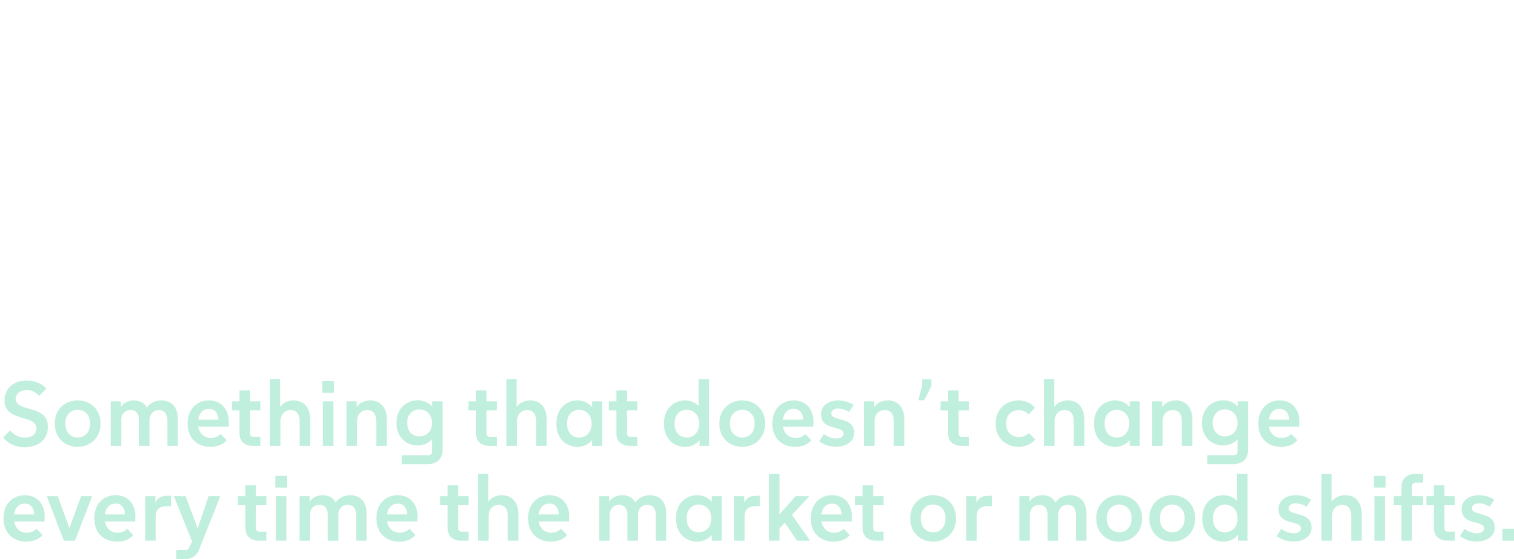 Something that doesn’t change
every time the market or mood shifts.